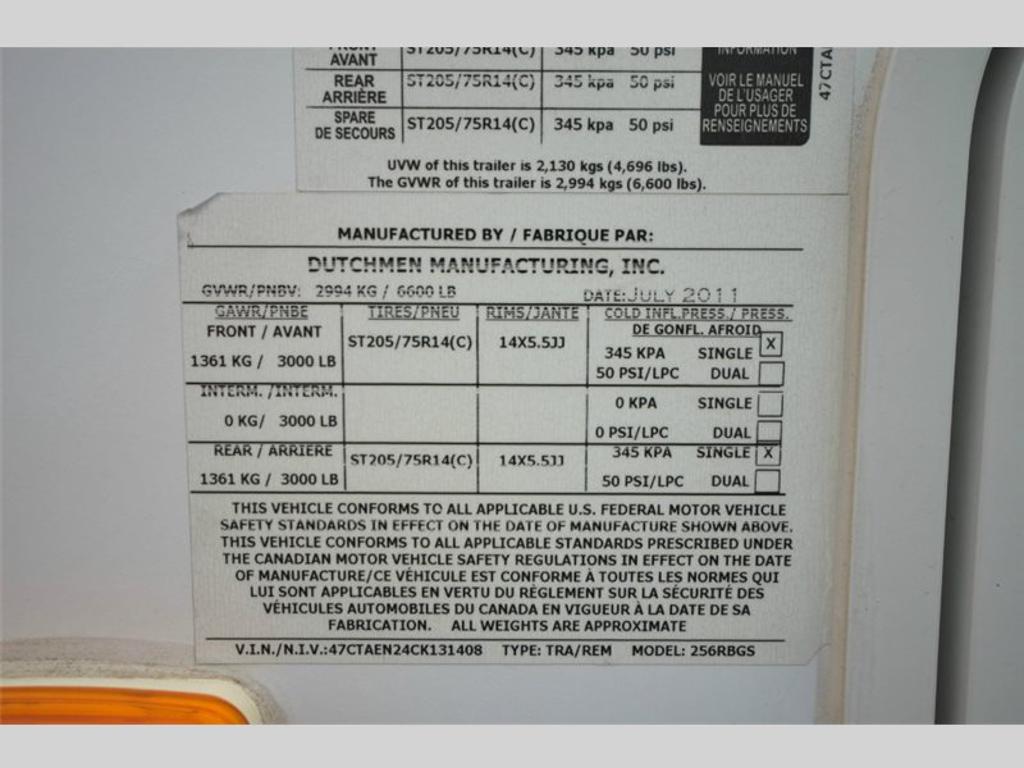 FRONT ST205/75R14(C) 345 kpa 50 psi INFORMATION
AVANT
REAR ST205/75R14(C) 345 kpa 50 psi VOIR LE MANUEL
ARRIÈRE DE L'USAGER
SPARE POUR PLUS DE
DE SECOURS ST205/75R14(C) 345 kpa 50 psi RENSEIGNEMENTS
47CTA
UVW of this trailer is 2,130 kgs (4,696 lbs).
The GVWR of this trailer is 2,994 kgs (6,600 lbs).
MANUFACTURED BY / FABRIQUE PAR:
DUTCHMEN MANUFACTURING, INC.
GVWR/PNBV: 2994 KG / 6600 LB DATE:JULY 2011
GAWR/PNBE TIRES/PNEU RIMS/JANTE COLD INFL.PRESS./ PRESS.
FRONT / AVANT DE GONFL. AFROID
ST205/75R14(C) 14X5.5JJ 345 KPA SINGLE X
1361 KG / 3000 LB 50 PSI/LPC DUAL
INTERM. /INTERM. 0 KPA SINGLE
0 KG/ 3000 LB 0 PSI/LPC DUAL
REAR / ARRIERE ST205/75R14(C) 14X5.5JJ 345 KPA SINGLE X
1361 KG / 3000 LB 50 PSI/LPC DUAL
THIS VEHICLE CONFORMS TO ALL APPLICABLE U.S. FEDERAL MOTOR VEHICLE
SAFETY STANDARDS IN EFFECT ON THE DATE OF MANUFACTURE SHOWN ABOVE.
THIS VEHICLE CONFORMS TO ALL APPLICABLE STANDARDS PRESCRIBED UNDER
THE CANADIAN MOTOR VEHICLE SAFETY REGULATIONS IN EFFECT ON THE DATE
OF MANUFACTURE/CE VÉHICULE EST CONFORME À TOUTES LES NORMES QUI
LUI SONT APPLICABLES EN VERTU DU RÈGLEMENT SUR LA SÉCURITÉ DES
VÉHICULES AUTOMOBILES DU CANADA EN VIGUEUR À LA DATE DE SA
FABRICATION. ALL WEIGHTS ARE APPROXIMATE
V.I.N./N.I.V.:47CTAEN24CK131408 TYPE: TRA/REM MODEL: 256RBGS